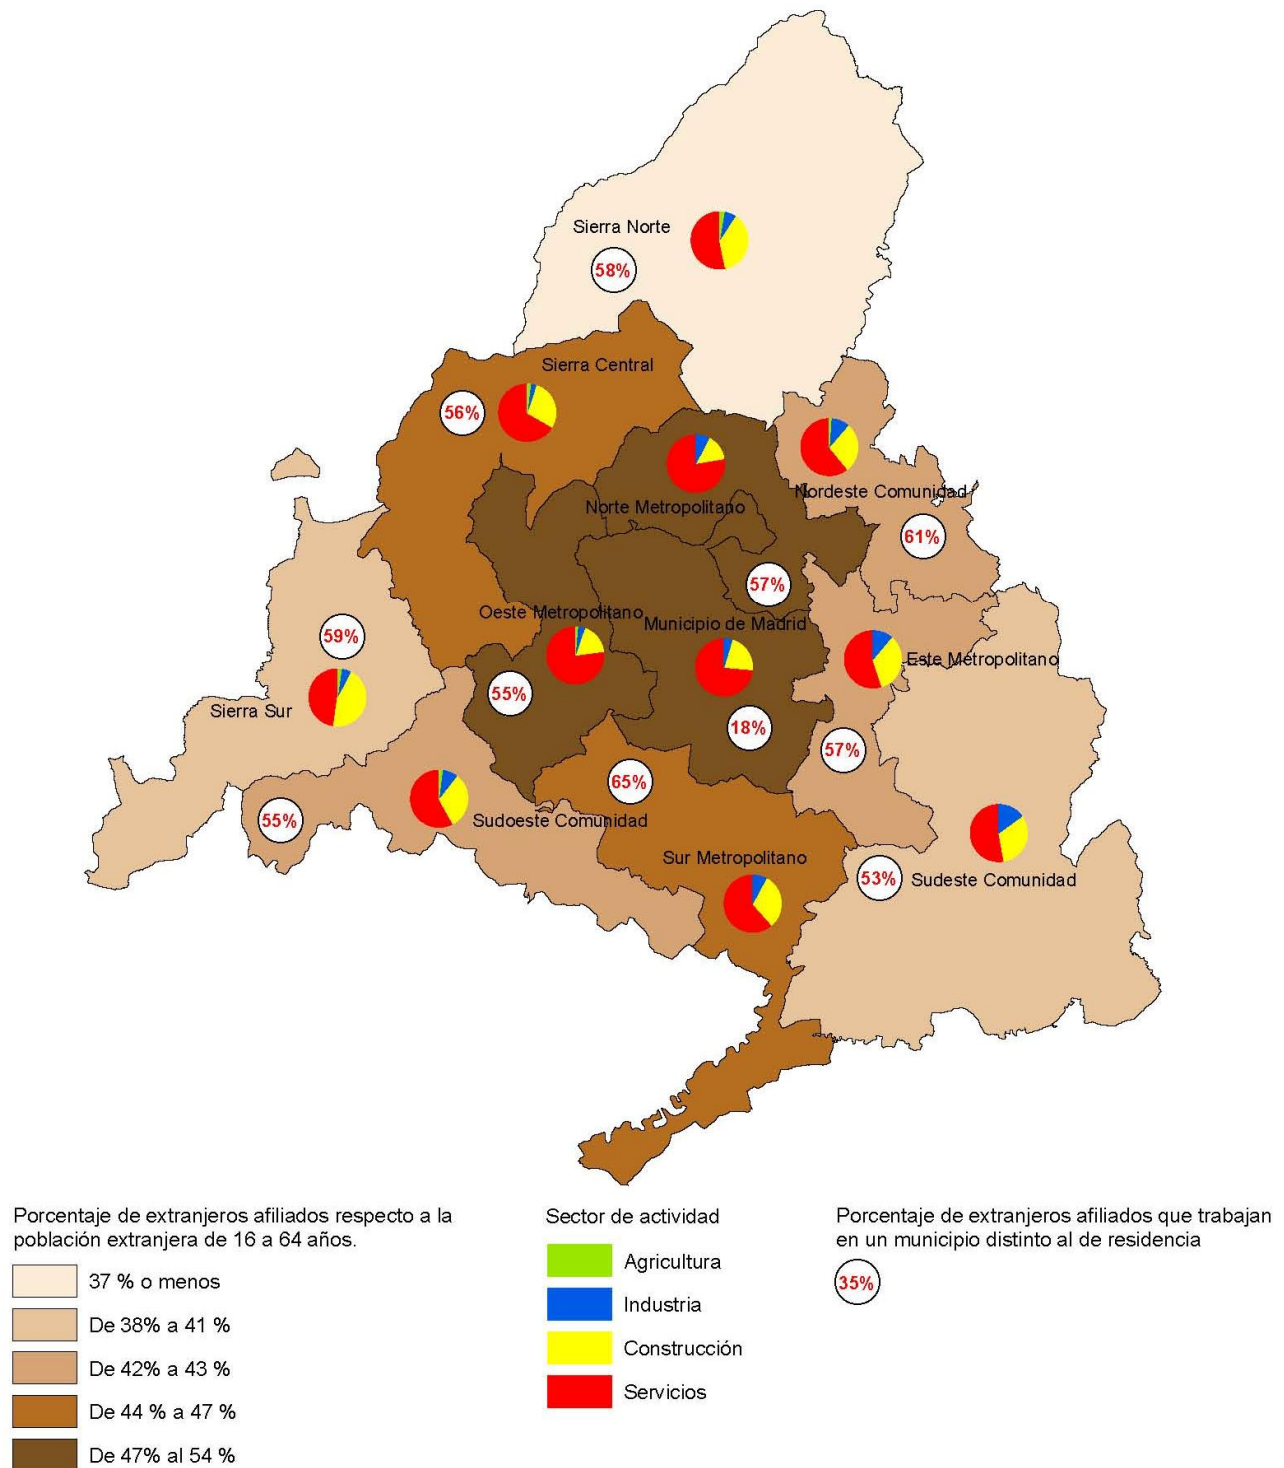 Sierra Norte
58%
Sierra Central
56%
Nordeste Comunidad
Norte Metropolitano
61%
57%
Oeste Metropolitano
Municipio de Madrid
59%
Este Metropolitano
55%
Sierra Sur
18%
57%
65%
55%
Sudoeste Comunidad
Sur Metropolitano
53%
Sudeste Comunidad
Porcentaje de extranjeros afiliados respecto a la
población extranjera de 16 a 64 años.
37 % o menos
De 38% a 41 %
De 42% a 43 %
De 44 % a 47 %
De 47% al 54 %
Sector de actividad
Agricultura
Industria
Construcción
Servicios
Porcentaje de extranjeros afiliados que trabajan
en un municipio distinto al de residencia
35%